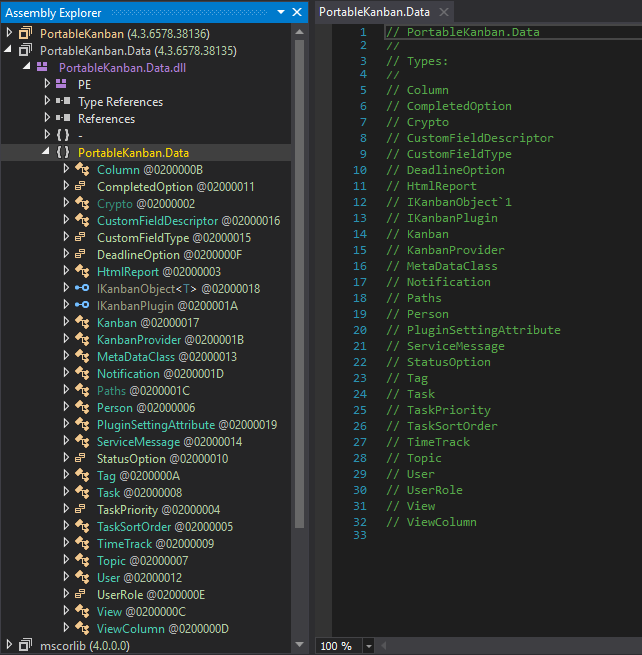 Assembly Explorer
PortableKanban (4.3.6578.38136)
PortableKanban.Data (4.3.6578.38135)
PortableKanban.Data.dll
PE
Type References
References
{ } -
{ } PortableKanban.Data
Column @0200000B
CompletedOption @02000011
Crypto @02000002
CustomFieldDescriptor @02000016
CustomFieldType @02000015
DeadlineOption @0200000F
HtmlReport @02000003
IKanbanObject<T> @02000018
IKanbanPlugin @0200001A
Kanban @02000017
KanbanProvider @0200001B
MetaDataClass @02000013
Notification @0200001D
Paths @0200001C
Person @02000006
PluginSettingAttribute @02000019
ServiceMessage @02000014
StatusOption @02000010
Tag @0200000A
Task @02000008
TaskPriority @02000004
TaskSortOrder @02000005
TimeTrack @02000009
Topic @02000007
User @02000012
UserRole @0200000E
View @0200000C
ViewColumn @0200000D
mscorlib (4.0.0.0)
PortableKanban.Data
1 // PortableKanban.Data
2 //
3 // Types:
4 //
5 // Column
6 // CompletedOption
7 // Crypto
8 // CustomFieldDescriptor
9 // CustomFieldType
10 // DeadlineOption
11 // HtmlReport
12 // IKanbanObject`1
13 // IKanbanPlugin
14 // Kanban
15 // KanbanProvider
16 // MetaDataClass
17 // Notification
18 // Paths
19 // Person
20 // PluginSettingAttribute
21 // ServiceMessage
22 // StatusOption
23 // Tag
24 // Task
25 // TaskPriority
26 // TaskSortOrder
27 // TimeTrack
28 // Topic
29 // User
30 // UserRole
31 // View
32 // ViewColumn
33
100 %